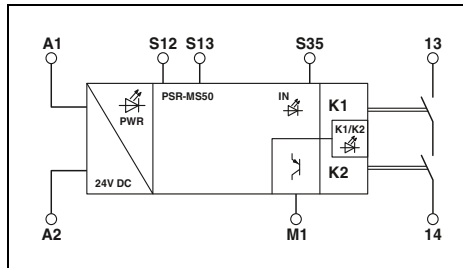 A1 S12 S13 S35 13
PSR-MS50 IN K1
PWR K1/K2
24V DC K2
A2 M1 14